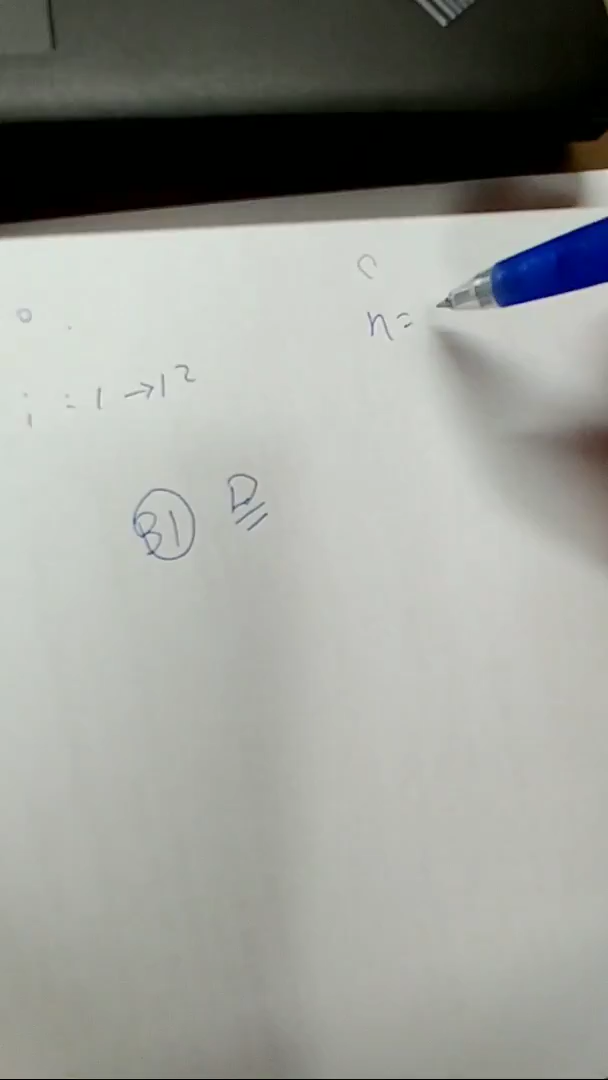 n=
i = 1 → 12
B1 D